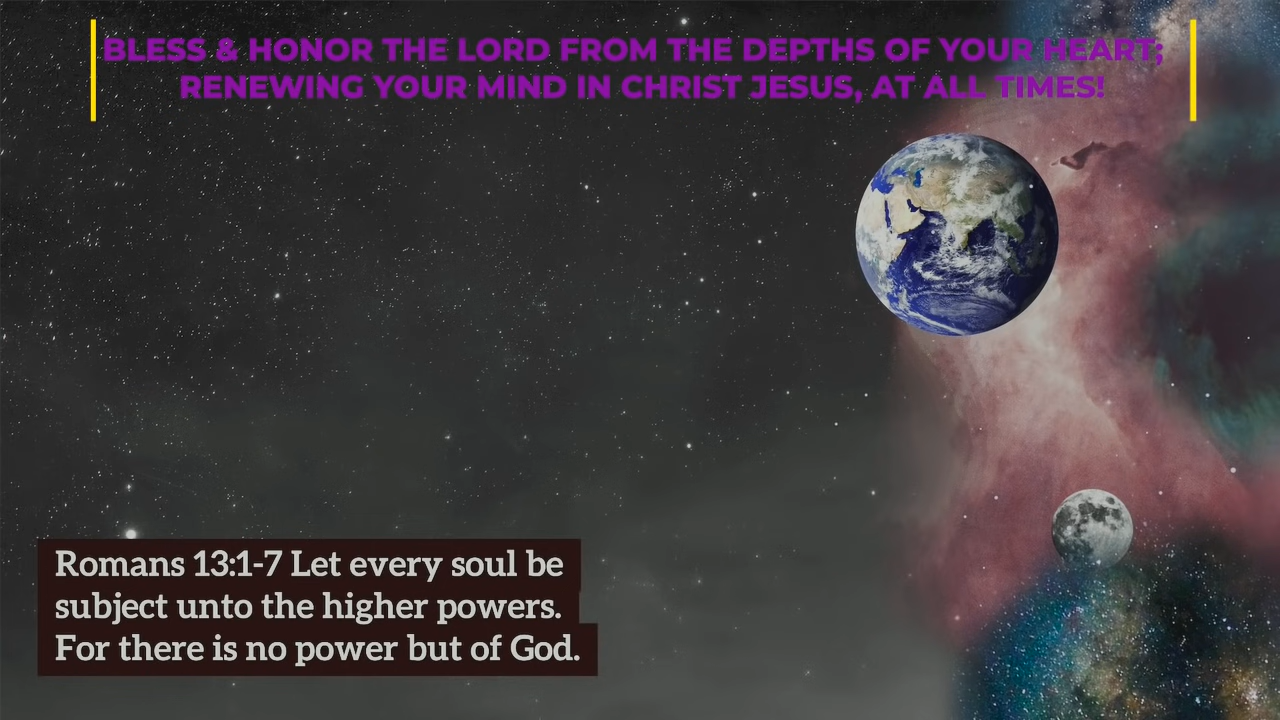 BLESS & HONOR THE LORD FROM THE DEPTHS OF YOUR HEART;
RENEWING YOUR MIND IN CHRIST JESUS, AT ALL TIMES!
Romans 13:1-7 Let every soul be
subject unto the higher powers.
For there is no power but of God.